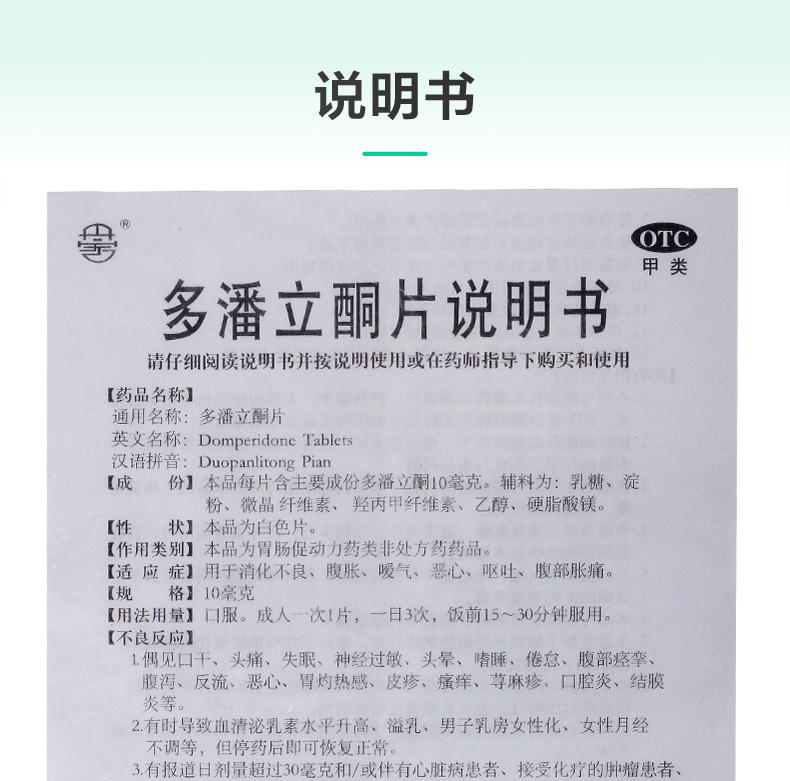 说明书
®
OTC
甲类
多潘立酮片说明书
请仔细阅读说明书并按说明使用或在药师指导下购买和使用
【药品名称】
通用名称：多潘立酮片
英文名称：Domperidone Tablets
汉语拼音：Duopanlitong Pian
【成　份】本品每片含主要成份多潘立酮10毫克。辅料为：乳糖、淀
粉、微晶纤维素、羟丙甲纤维素、乙醇、硬脂酸镁。
【性　状】本品为白色片。
【作用类别】本品为胃肠促动力药类非处方药药品。
【适应症】用于消化不良、腹胀、嗳气、恶心、呕吐、腹部胀痛。
【规　格】10毫克
【用法用量】口服。成人一次1片，一日3次，饭前15～30分钟服用。
【不良反应】
1.偶见口干、头痛、失眠、神经过敏、头晕、嗜睡、倦怠、腹部痉挛、
腹泻、反流、恶心、胃灼热感、皮疹、瘙痒、荨麻疹、口腔炎、结膜
炎等。
2.有时导致血清泌乳素水平升高、溢乳、男子乳房女性化、女性月经
不调等，但停药后即可恢复正常。
3.有报道日剂量超过30毫克和/或伴有心脏病患者、接受化疗的肿瘤患者、